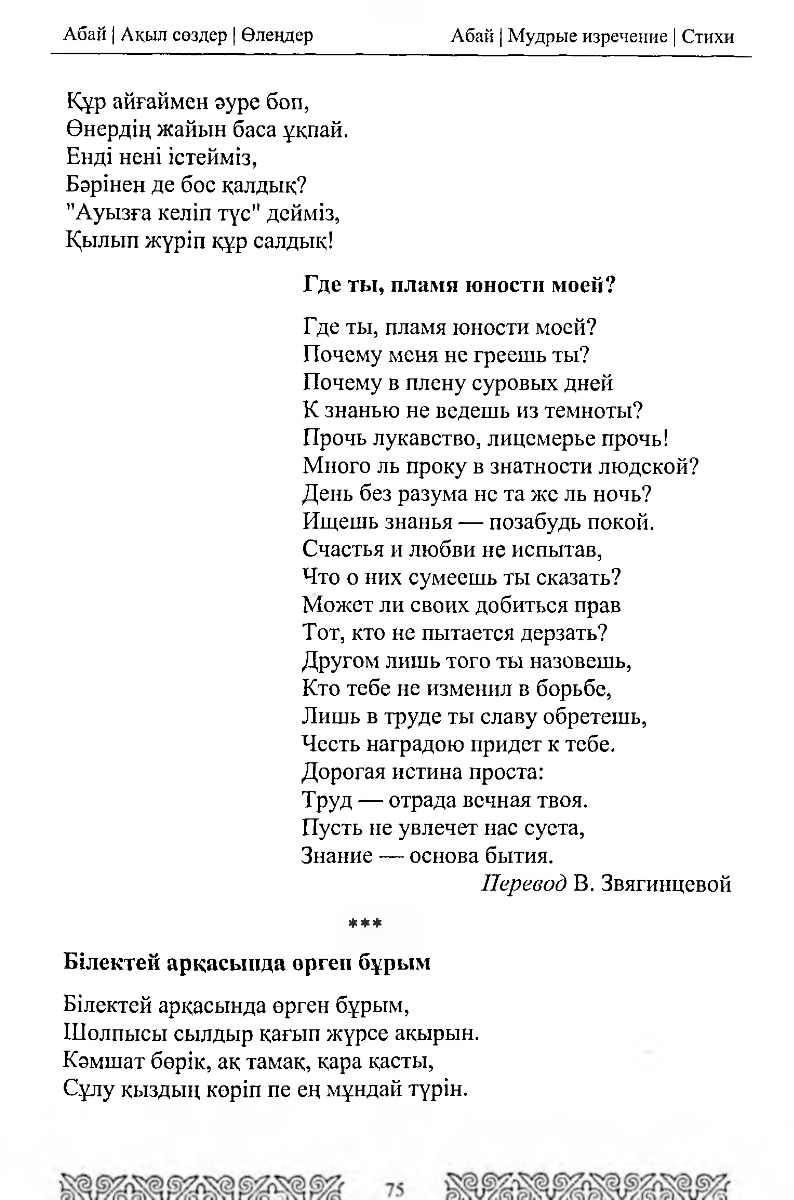 Абай | Ақыл сөздер | Өлеңдер
Абай | Мудрые изречение | Стихи
Құр айғаймен әуре боп,
Өнердің жайын баса ұқпай.
Енді нені істейміз,
Бәрінен де бос қалдық?
"Ауызға келіп түс" дейміз,
Қылып жүріп құр салдық!
Где ты, пламя юности моей?
Где ты, пламя юности моей?
Почему меня не греешь ты?
Почему в плену суровых дней
К знанью не ведешь из темноты?
Прочь лукавство, лицемерье прочь!
Много ль проку в знатности людской?
День без разума не та же ль ночь?
Ищешь знанья — позабудь покой.
Счастья и любви не испытав,
Что о них сумеешь ты сказать?
Может ли своих добиться прав
Тот, кто не пытается дерзать?
Другом лишь того ты назовешь,
Кто тебе не изменил в борьбе,
Лишь в труде ты славу обретешь,
Честь наградою придет к тебе.
Дорогая истина проста:
Труд — отрада вечная твоя.
Пусть не увлечет нас суета,
Знание — основа бытия.
Перевод В. Звягинцевой
***
Білектей арқасында өрген бұрым
Білектей арқасында өрген бұрым,
Шолпысы сылдыр қағып жүрсе ақырын.
Кәмшат бөрік, ақ тамақ, қара қасты,
Сұлу қыздың көріп пе ең мұндай түрін.
75